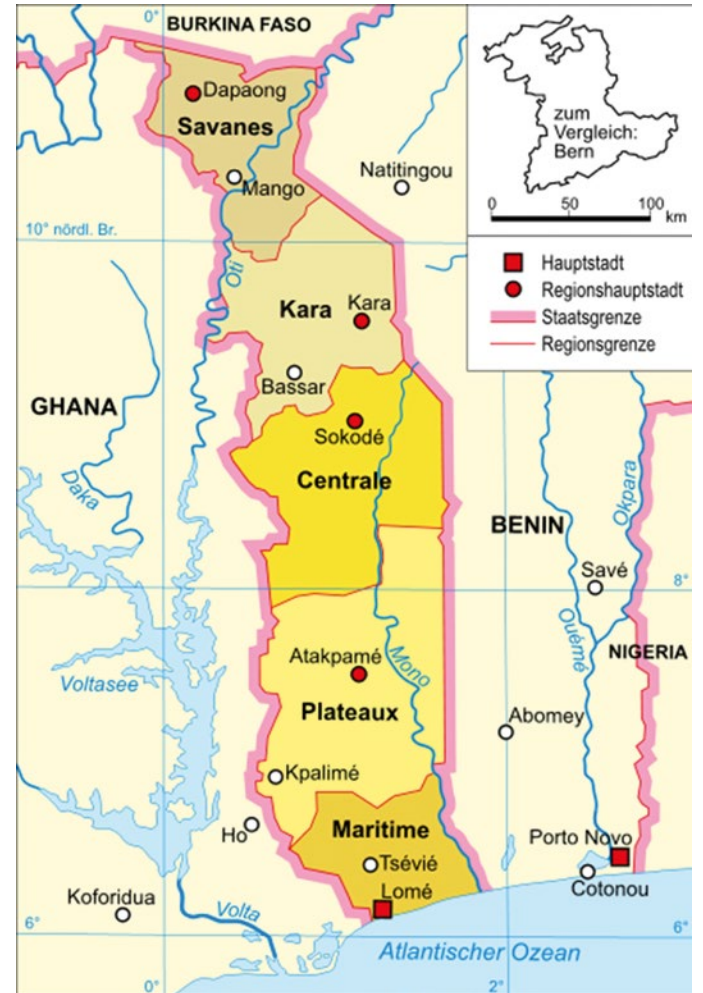 0°
BURKINA FASO
Dapaong
Savanes
Mango
Natitingou
zum
Vergleich:
Bern
0 50 100
km
10° nördl. Br.
Oti
Hauptstadt
Regionshauptstadt
Staatsgrenze
Regionsgrenze
Kara
Kara
Bassar
GHANA
Sokodé
Centrale
Daka
BENIN
Okpara
Savé
8°
Ouémé
NIGERIA
Atakpamé
Mono
Voltasee
Plateaux
Abomey
Kpalimé
Ho
Maritime
Porto Novo
Tsévié
Cotonou
Lomé
Koforidua
Volta
6°
6°
Atlantischer Ozean
0°
2°